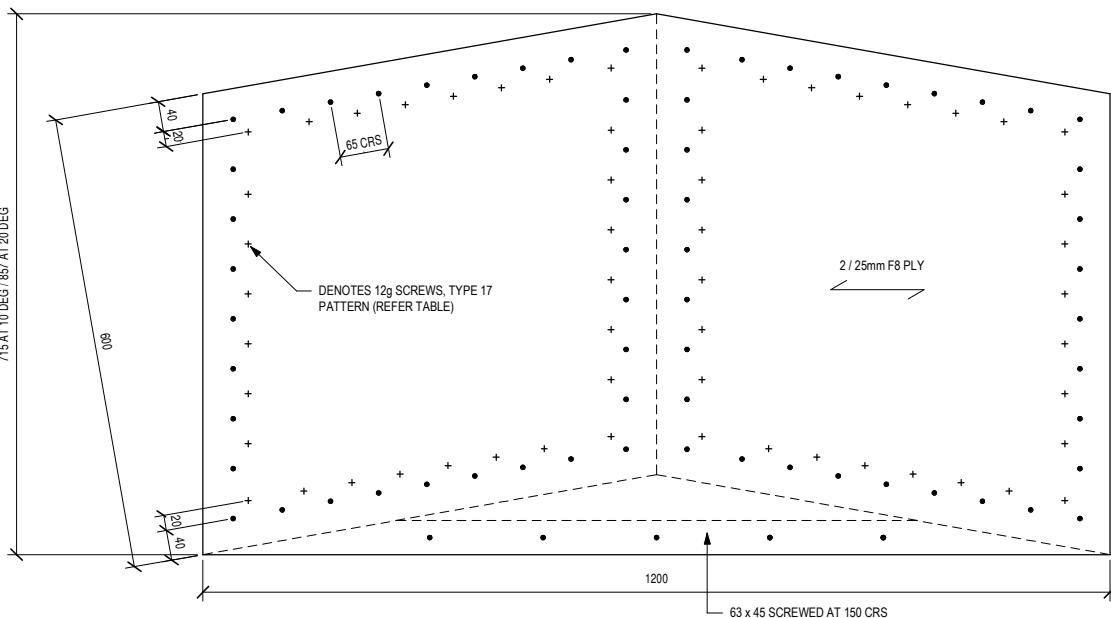 40
20
65 CRS
715 AT 10 DEG / 857 AT 20 DEG
600
DENOTES 12g SCREWS, TYPE 17
PATTERN (REFER TABLE)
2 / 25mm F8 PLY
20
40
1200
63 x 45 SCREWED AT 150 CRS